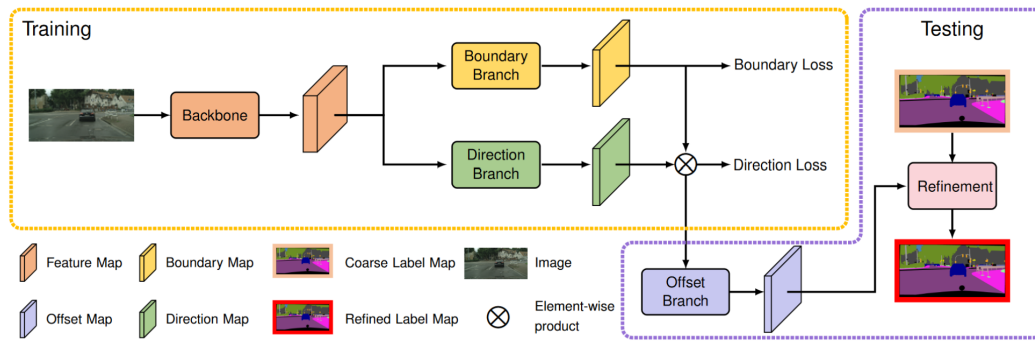 Training
Testing
Backbone
Boundary
Branch
Boundary Loss
Direction
Branch
Direction Loss
Refinement
Offset
Branch
Feature Map
Boundary Map
Coarse Label Map
Image
Offset Map
Direction Map
Refined Label Map
Element-wise
product